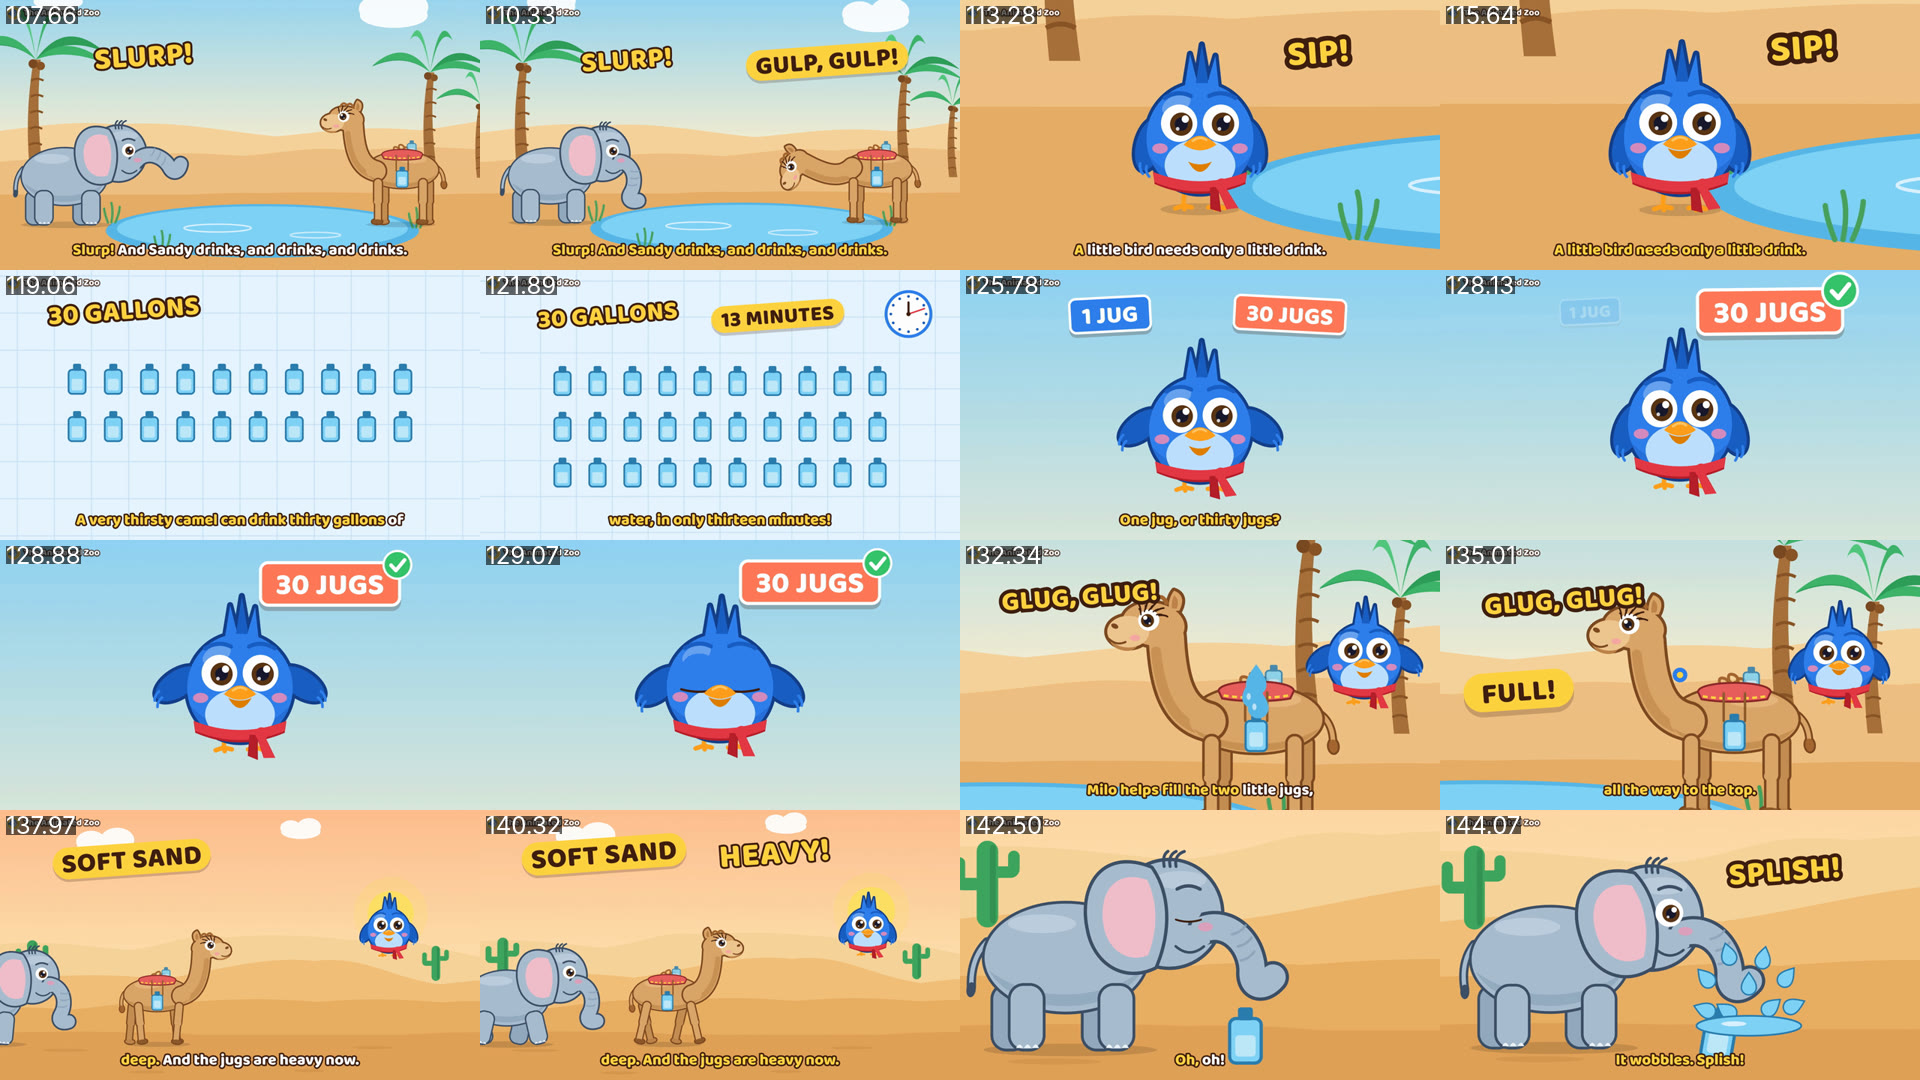 107.66
SLURP!
Slurp! And Sandy drinks, and drinks, and drinks.
110.33
SLURP!
GULP, GULP!
Slurp! And Sandy drinks, and drinks, and drinks.
113.28
SIP!
A little bird needs only a little drink.
115.64
SIP!
A little bird needs only a little drink.
119.06
30 GALLONS
A very thirsty camel can drink thirty gallons of
121.89
30 GALLONS
13 MINUTES
water, in only thirteen minutes!
125.78
1 JUG
30 JUGS
One jug, or thirty jugs?
128.13
1 JUG
30 JUGS
128.88
Zoo
30 JUGS
129.07
30 JUGS
132.34
GLUG, GLUG!
Milo helps fill the two little jugs,
135.01
GLUG, GLUG!
FULL!
all the way to the top.
137.97
SOFT SAND
deep. And the jugs are heavy now.
140.32
SOFT SAND
HEAVY!
deep. And the jugs are heavy now.
142.50
Oh, oh!
144.07
SPLISH!
It wobbles. Splish!